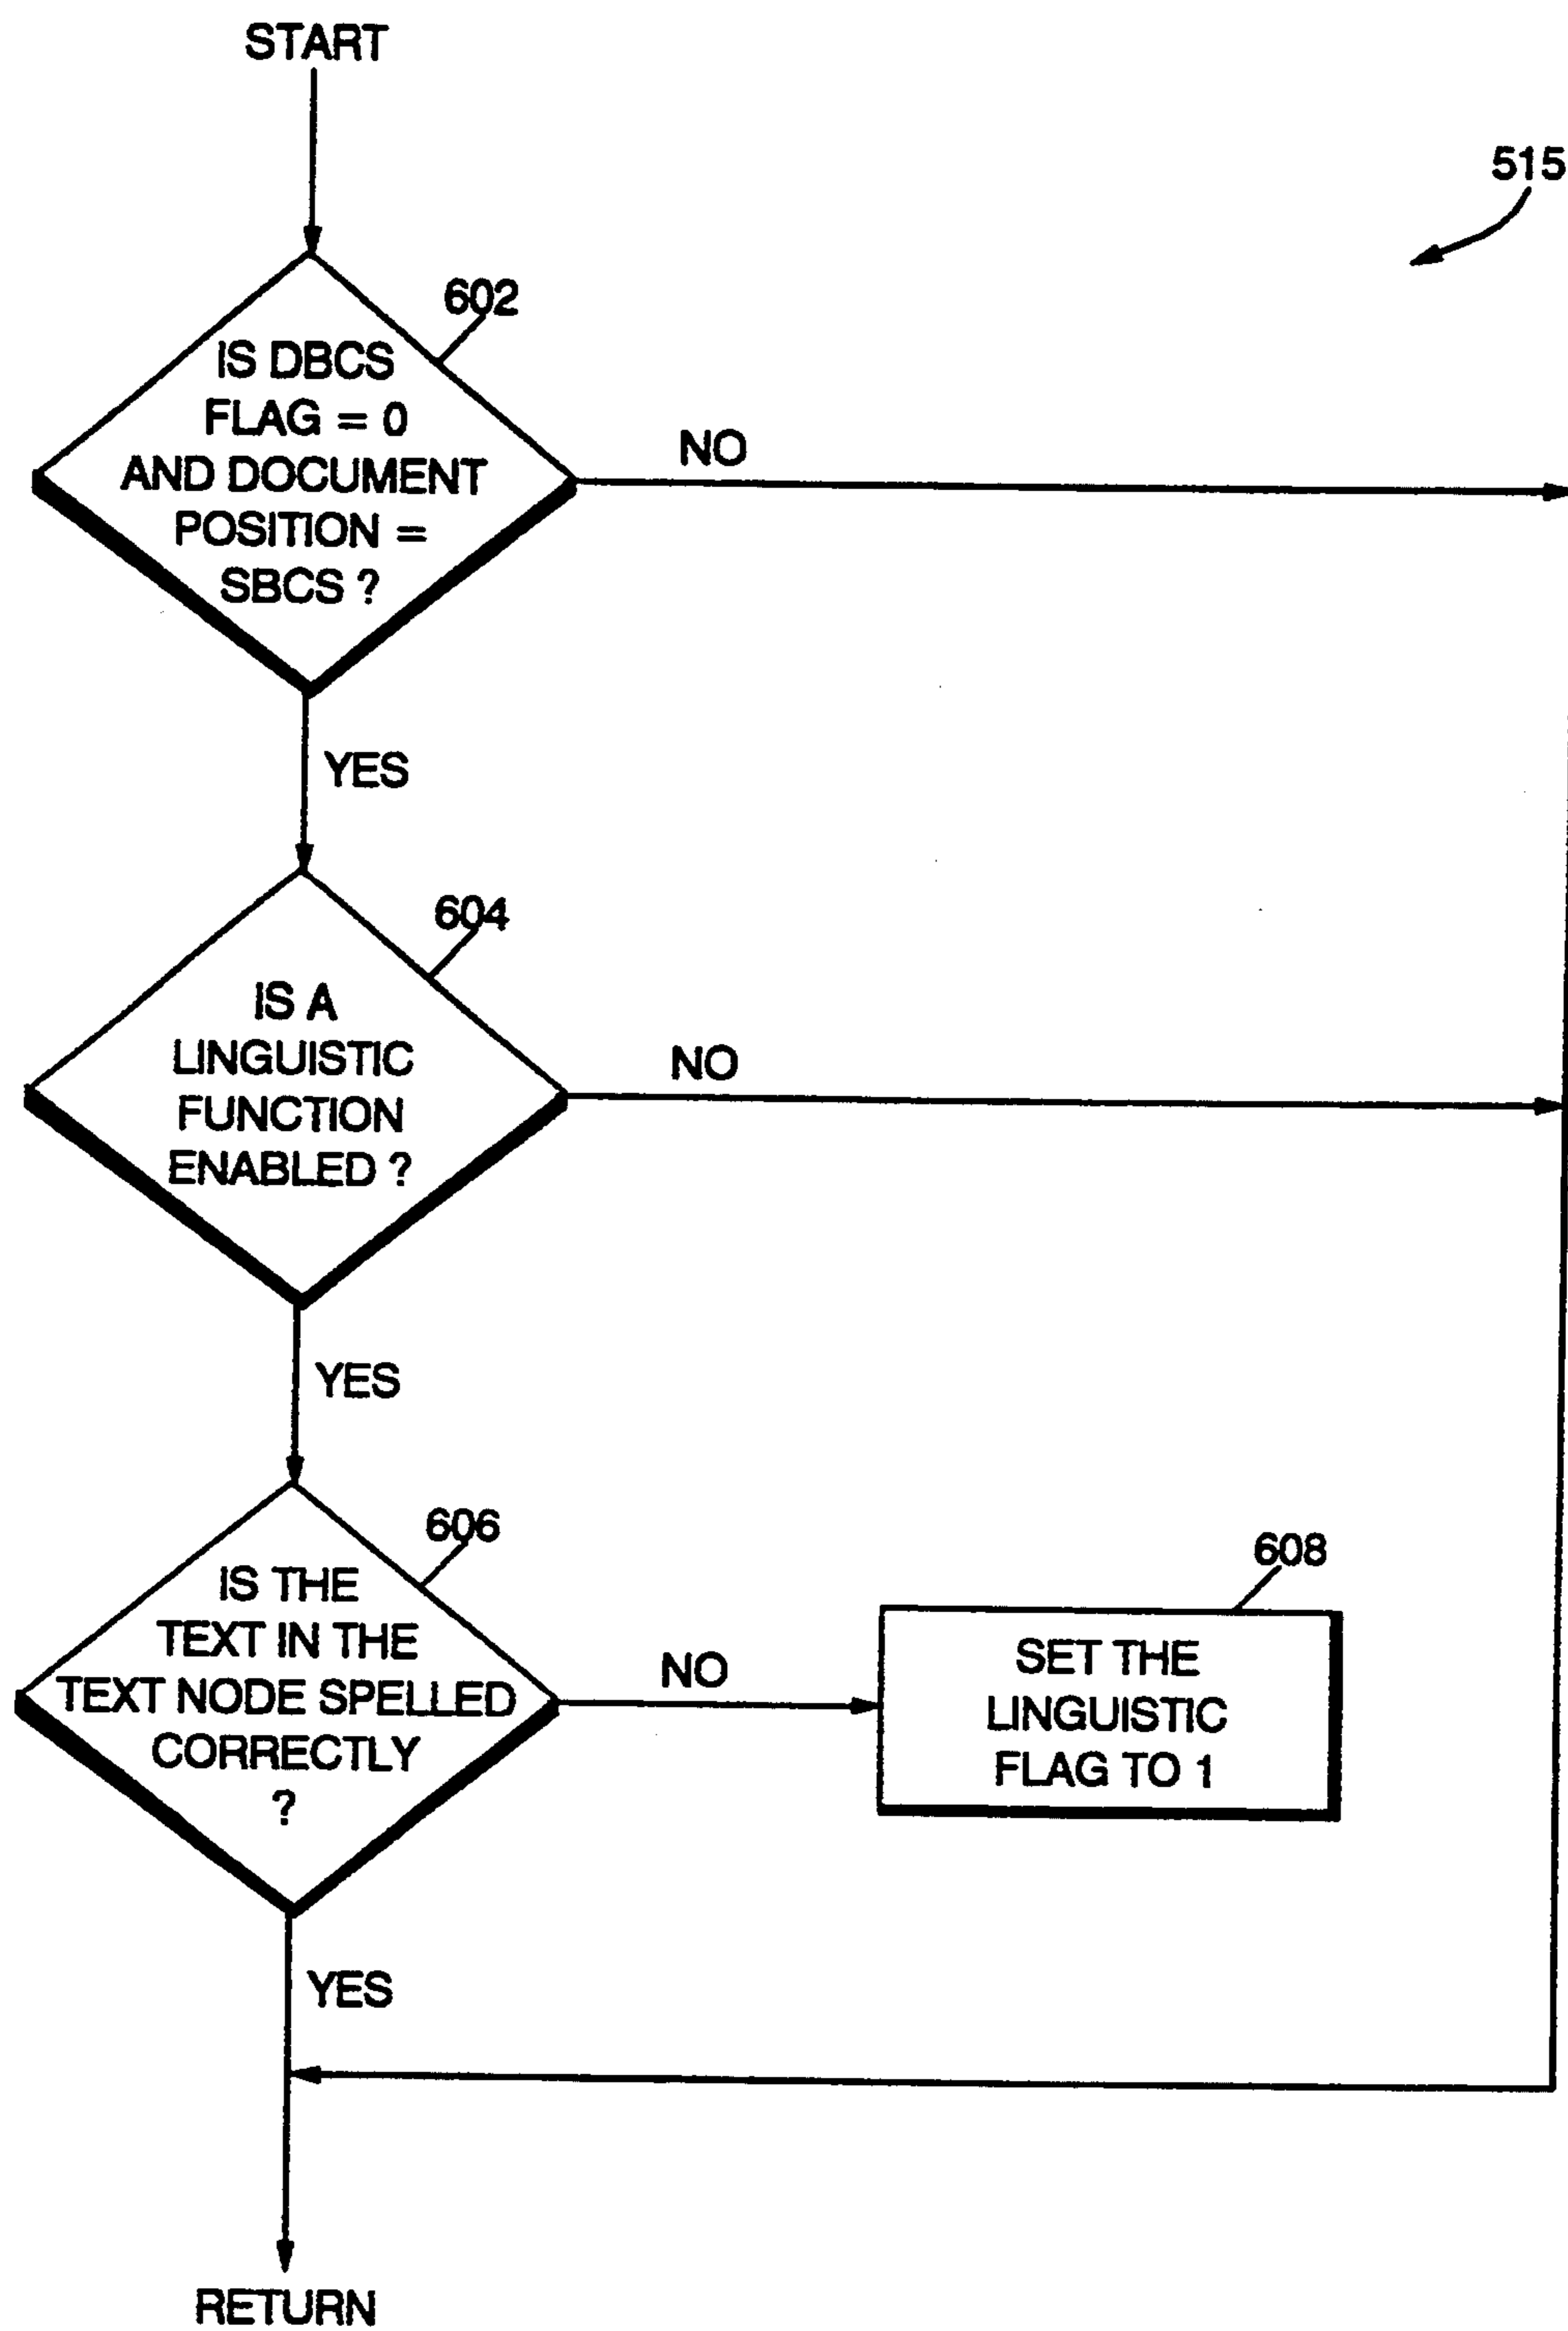 START
515
602
IS DBCS
FLAG = 0
AND DOCUMENT
POSITION =
SBCS ?
NO
YES
604
IS A
LINGUISTIC
FUNCTION
ENABLED ?
NO
YES
606
IS THE
TEXT IN THE
TEXT NODE SPELLED
CORRECTLY
?
NO
608
SET THE
LINGUISTIC
FLAG TO 1
YES
RETURN